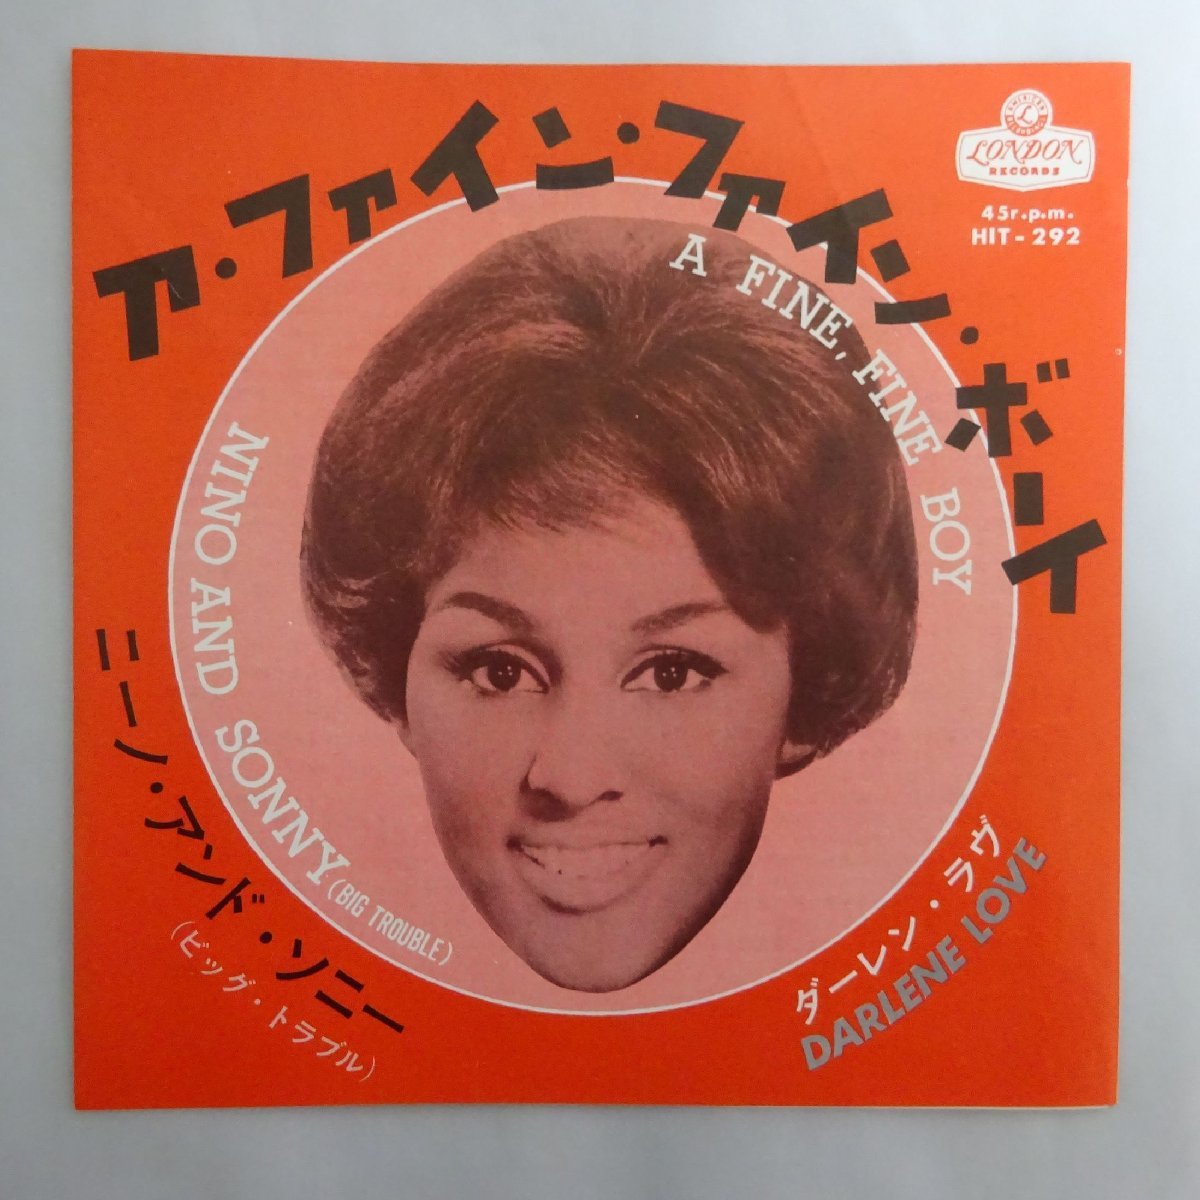 ア・ファイン・ファイン・ボーイ
AMERICAN
RECORDINGS
L
LONDON
RECORDS
45r.p.m.
HIT-292
A FINE, FINE BOY
NINO AND SONNY (BIG TROUBLE)
ニーノ・アンド・ソニー
(ビッグ・トラブル)
ダーレン・ラヴ
DARLENE LOVE